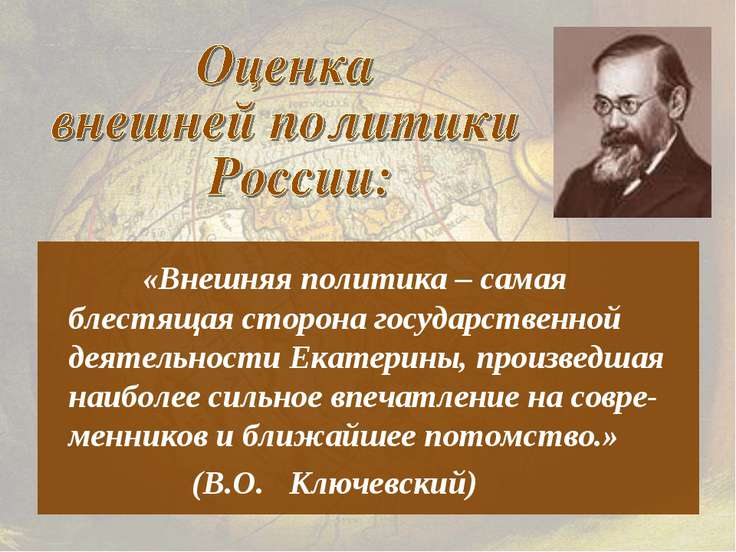 Оценка
внешней политики
России:
«Внешняя политика – самая
блестящая сторона государственной
деятельности Екатерины, произведшая
наиболее сильное впечатление на совре-
менников и ближайшее потомство.»
(В.О. Ключевский)